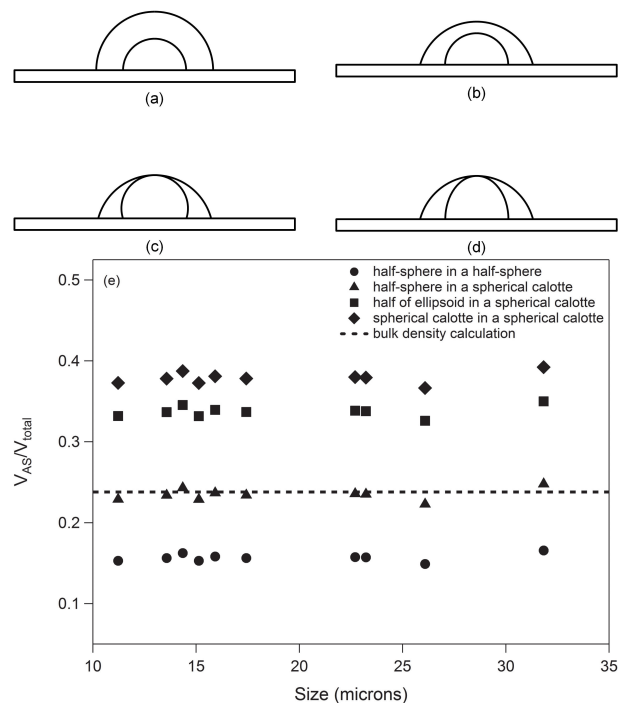 (a)
(b)
(c)
(d)
(e)
half-sphere in a half-sphere
half-sphere in a spherical calotte
half of ellipsoid in a spherical calotte
spherical calotte in a spherical calotte
bulk density calculation
0.5
0.4
0.3
0.2
0.1
V_AS/V_total
10
15
20
25
30
35
Size (microns)